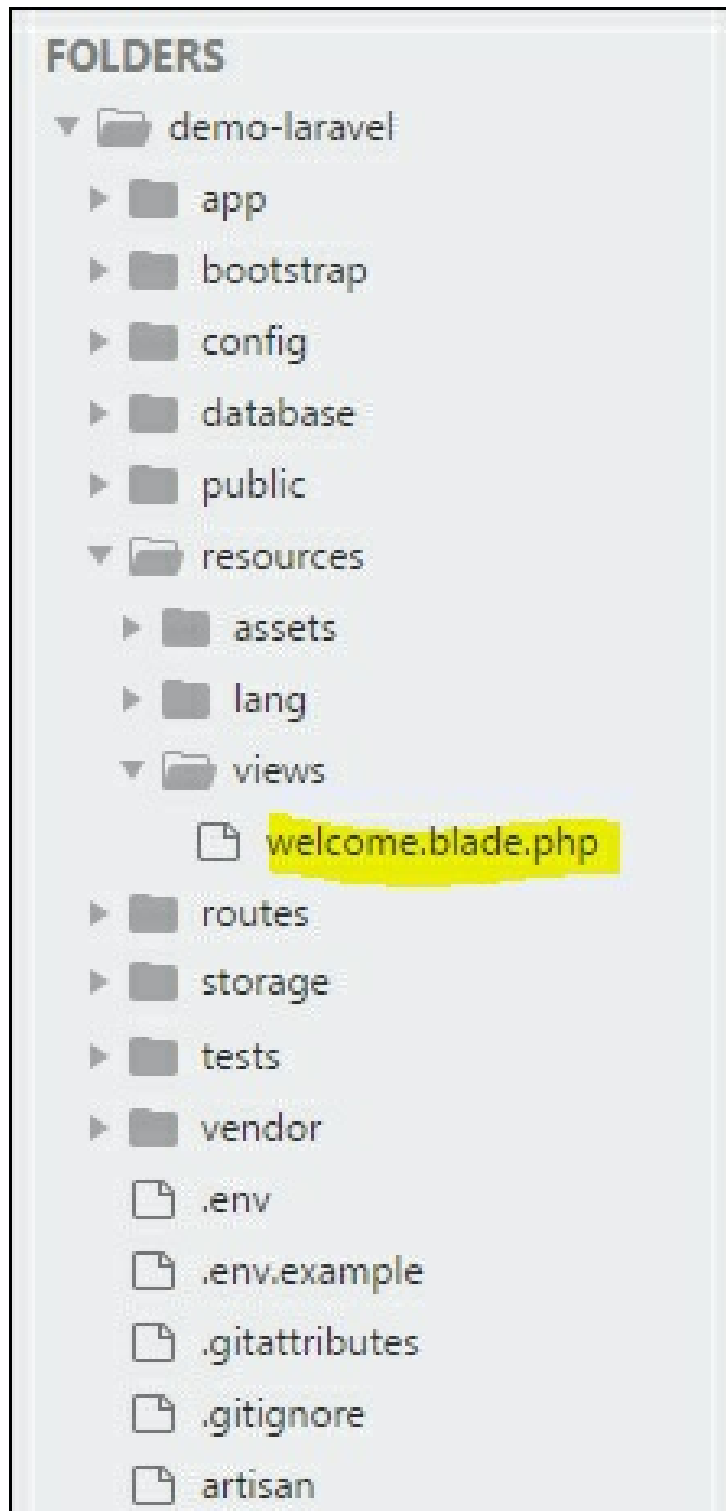 FOLDERS
demo-laravel
app
bootstrap
config
database
public
resources
assets
lang
views
welcome.blade.php
routes
storage
tests
vendor
.env
.env.example
.gitattributes
.gitignore
artisan